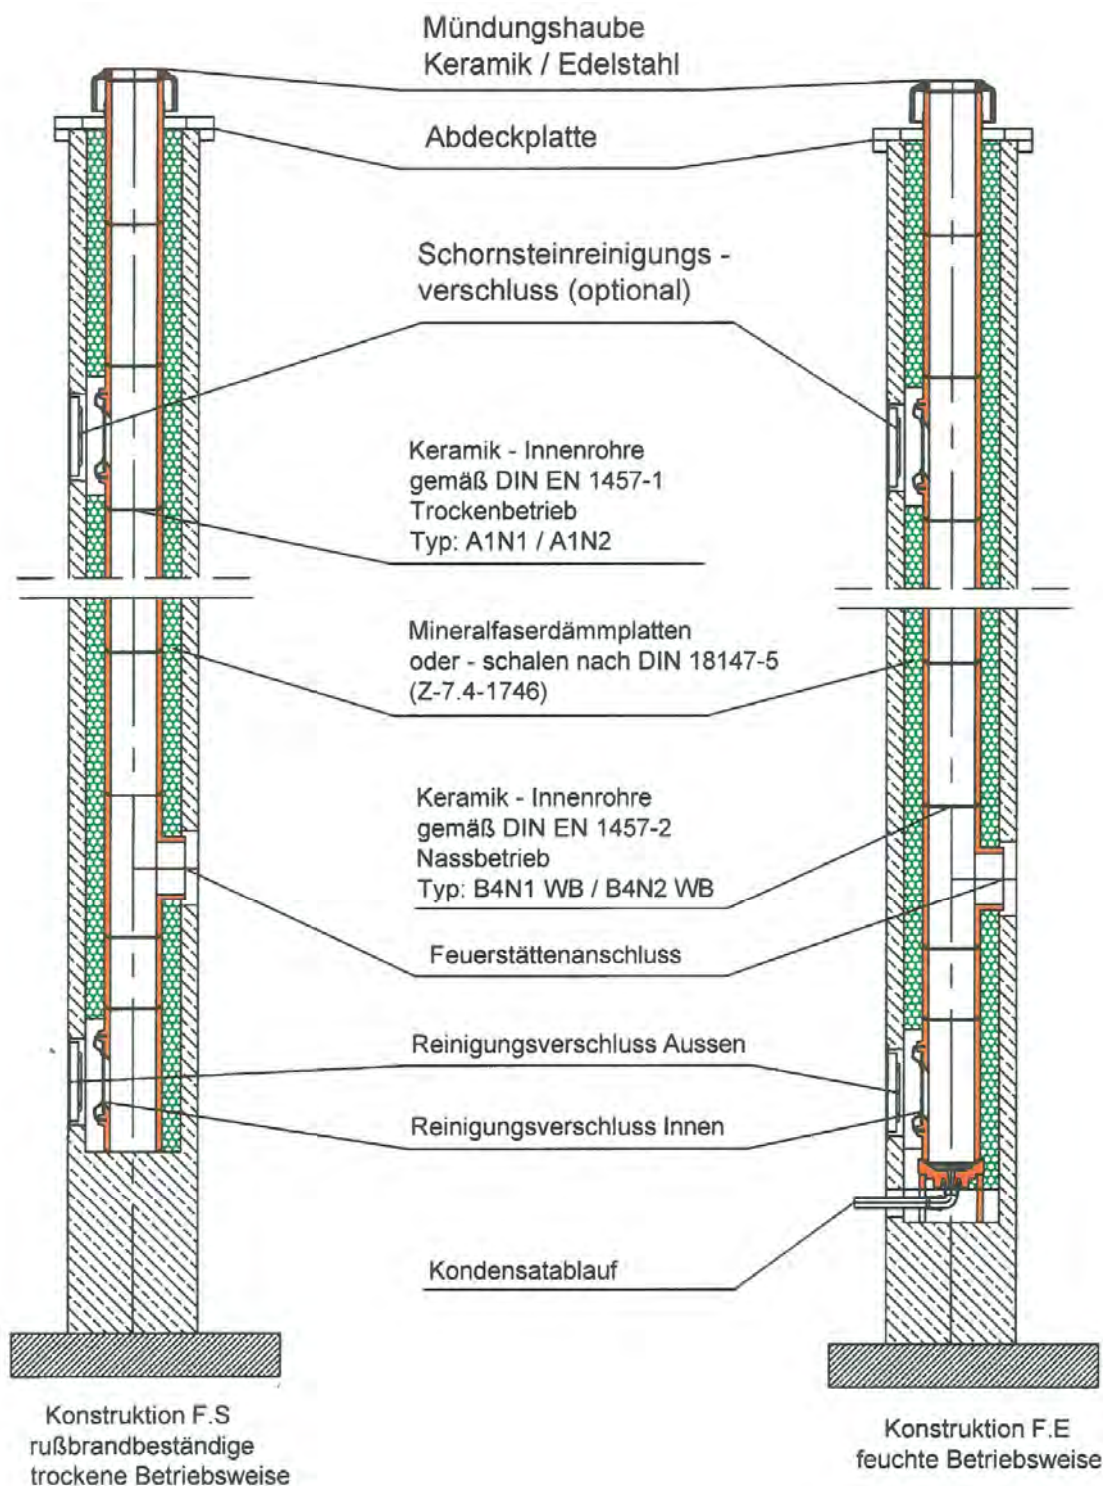 Mündungshaube
Keramik / Edelstahl
Abdeckplatte
Schornsteinreinigungs -
verschluss (optional)
Keramik - Innenrohre
gemäß DIN EN 1457-1
Trockenbetrieb
Typ: A1N1 / A1N2
Mineralfaserdämmplatten
oder - schalen nach DIN 18147-5
(Z-7.4-1746)
Keramik - Innenrohre
gemäß DIN EN 1457-2
Nassbetrieb
Typ: B4N1 WB / B4N2 WB
Feuerstättenanschluss
Reinigungsverschluss Aussen
Reinigungsverschluss Innen
Kondensatablauf
Konstruktion F.S
rußbrandbeständige
trockene Betriebsweise
Konstruktion F.E
feuchte Betriebsweise